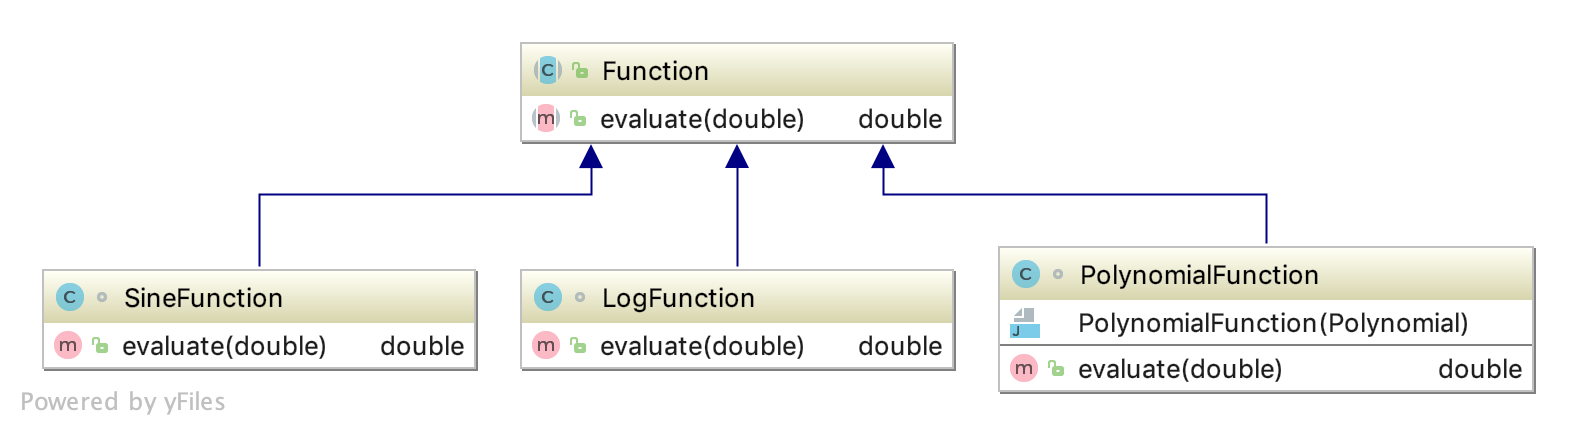 C Function
m evaluate(double) double
C SineFunction
m evaluate(double) double
C LogFunction
m evaluate(double) double
C PolynomialFunction
J PolynomialFunction(Polynomial)
m evaluate(double) double
Powered by yFiles